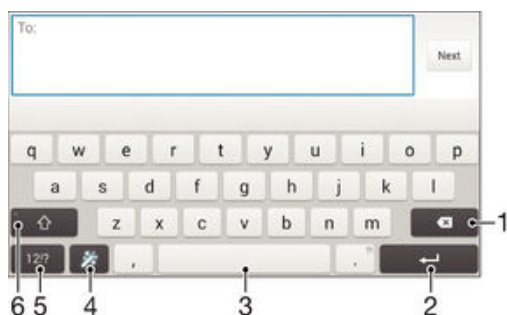 To:
Next
q w e r t y u i o p
a s d f g h j k l
z x c v b n m
12!? , .
1
6 5 4 3 2